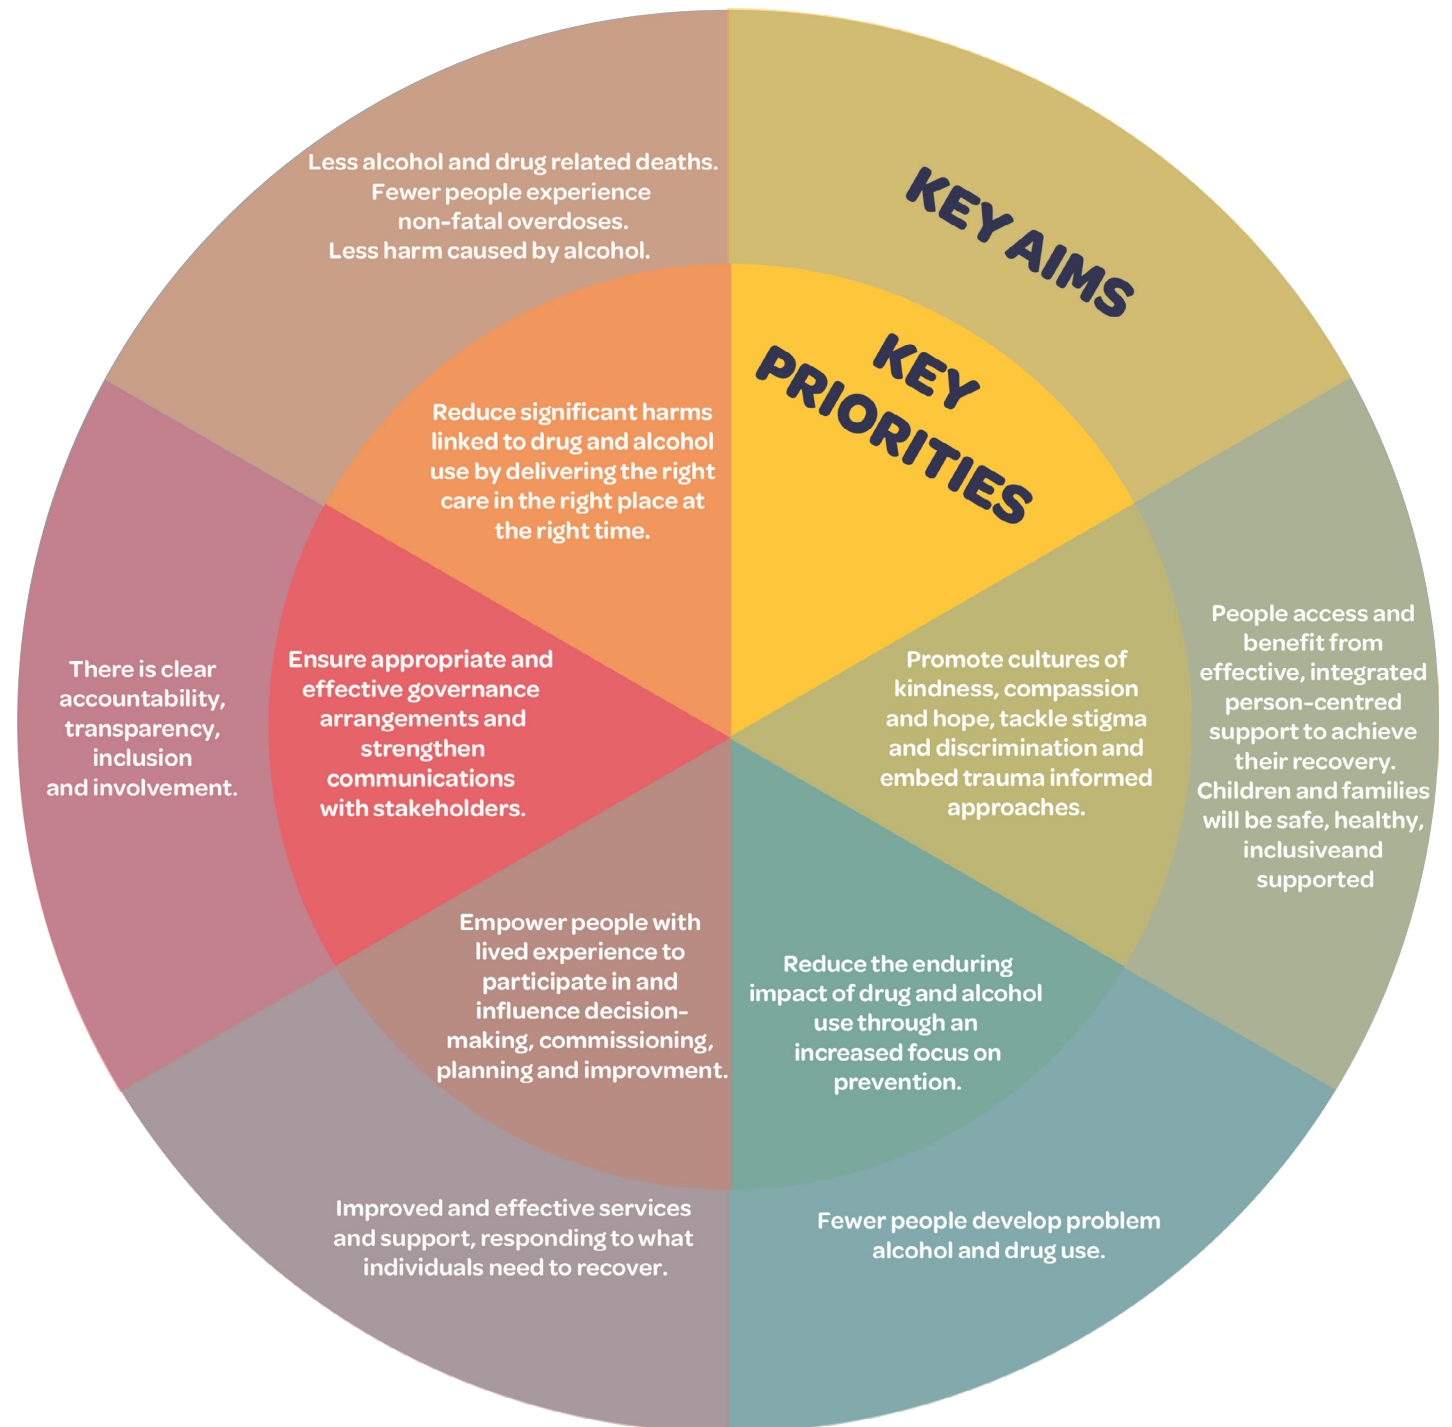 KEY AIMS
KEY
PRIORITIES
People access and
benefit from
effective, integrated
person-centred
support to achieve
their recovery.
Children and families
will be safe, healthy,
inclusiveand
supported
Promote cultures of
kindness, compassion
and hope, tackle stigma
and discrimination and
embed trauma informed
approaches.
Fewer people develop problem
alcohol and drug use.
Reduce the enduring
impact of drug and alcohol
use through an
increased focus on
prevention.
Improved and effective services
and support, responding to what
individuals need to recover.
Empower people with
lived experience to
participate in and
influence decision-
making, commissioning,
planning and improvment.
There is clear
accountability,
transparency,
inclusion
and involvement.
Ensure appropriate and
effective governance
arrangements and
strengthen
communications
with stakeholders.
Less alcohol and drug related deaths.
Fewer people experience
non-fatal overdoses.
Less harm caused by alcohol.
Reduce significant harms
linked to drug and alcohol
use by delivering the right
care in the right place at
the right time.